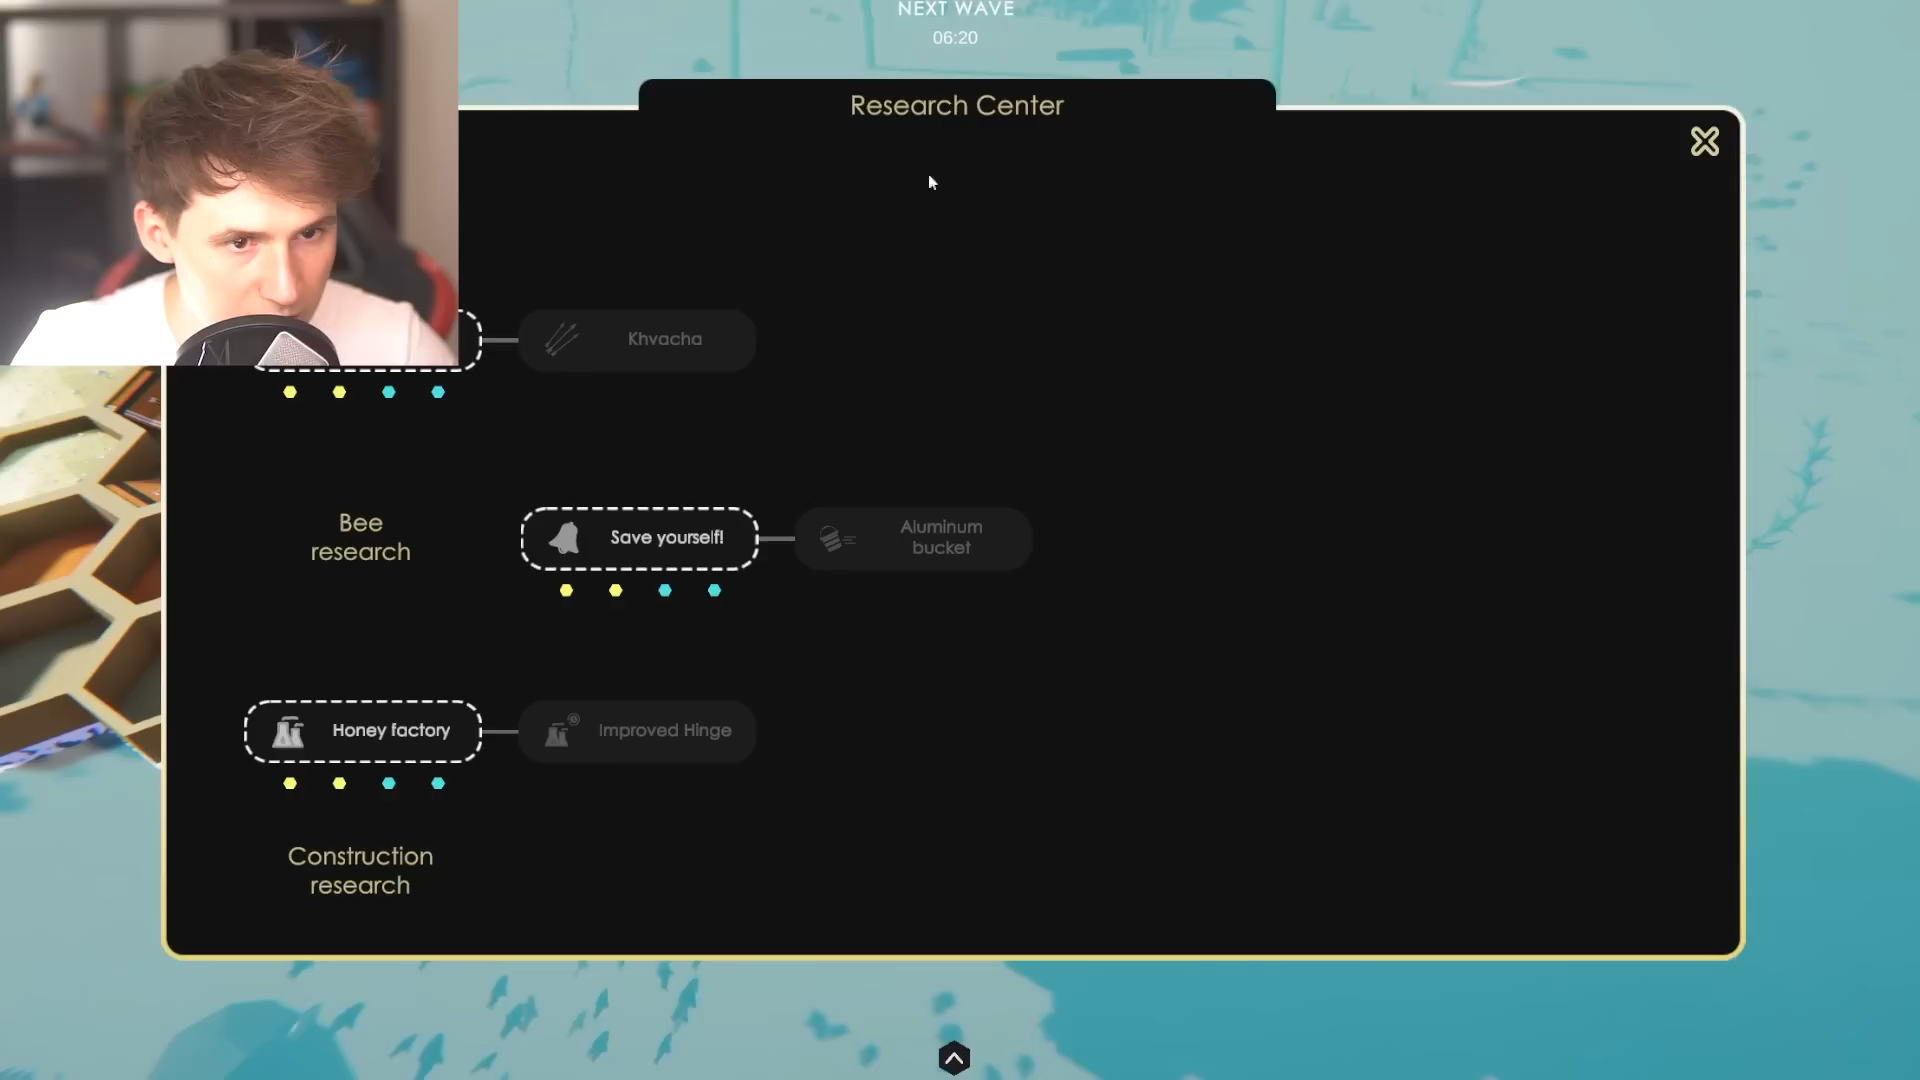 NEXT WAVE
06:20
Research Center
Khvacha
Bee
research
Save yourself!
Aluminum
bucket
Honey factory
Improved Hinge
Construction
research